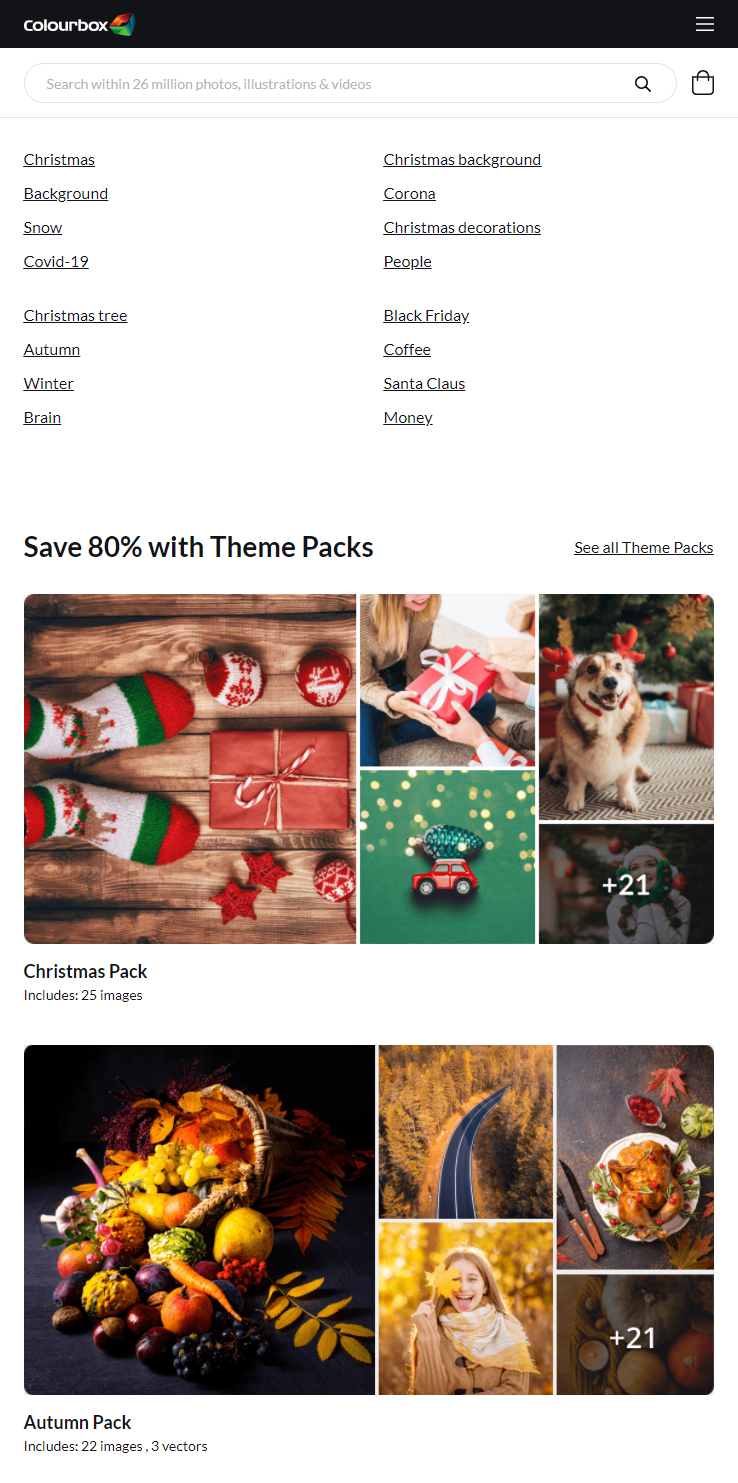 Colourbox
Search within 26 million photos, illustrations & videos
Christmas
Background
Snow
Covid-19
Christmas background
Corona
Christmas decorations
People
Christmas tree
Autumn
Winter
Brain
Black Friday
Coffee
Santa Claus
Money
Save 80% with Theme Packs
See all Theme Packs
+21
Christmas Pack
Includes: 25 images
+21
Autumn Pack
Includes: 22 images , 3 vectors